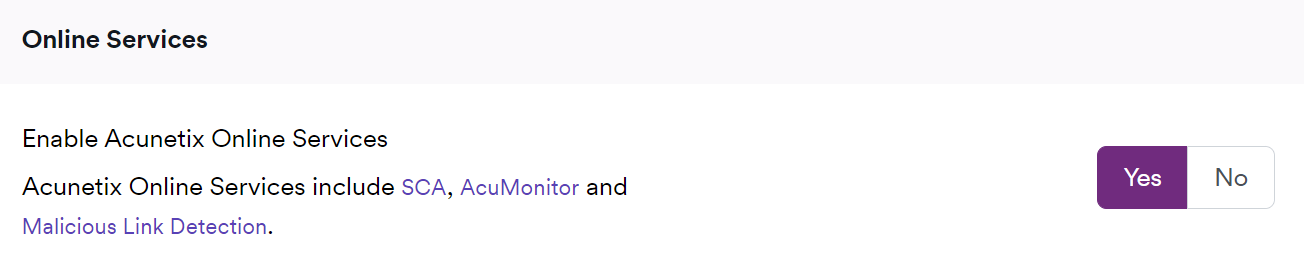 Online Services
Enable Acunetix Online Services
Acunetix Online Services include SCA, AcuMonitor and
Malicious Link Detection.
Yes
No